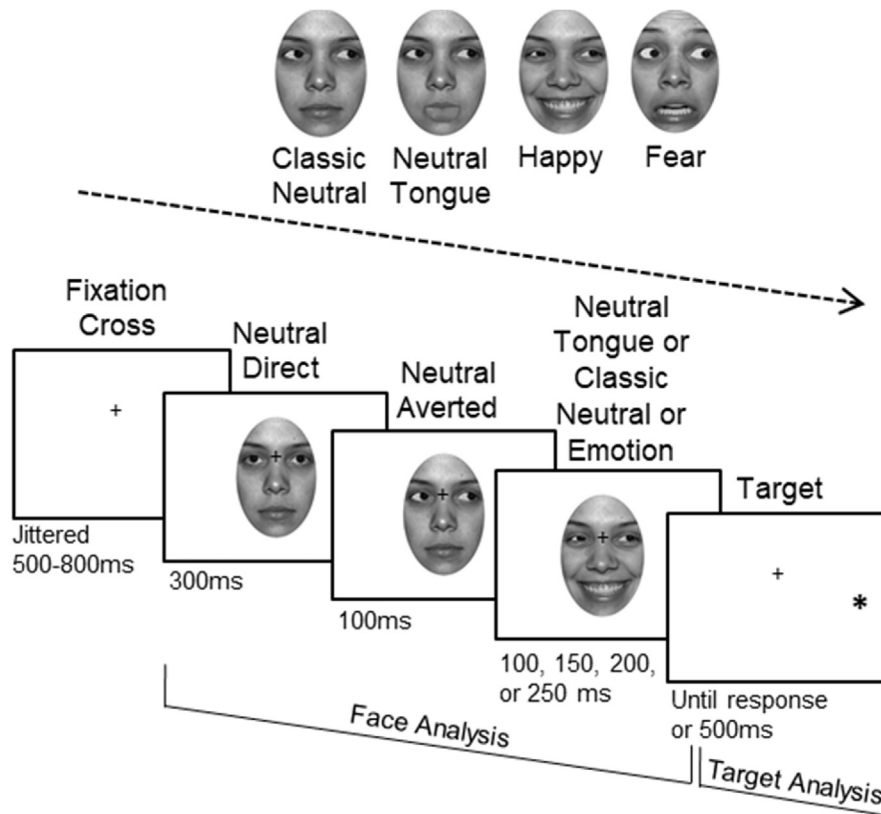 Classic
Neutral
Neutral
Tongue
Happy
Fear
Fixation
Cross
Neutral
Direct
Neutral
Averted
Neutral
Tongue or
Classic
Neutral or
Emotion
Target
+
+
+
+
+
*
Jittered
500-800ms
300ms
100ms
100, 150, 200,
or 250 ms
Until response
or 500ms
Face Analysis
Target Analysis